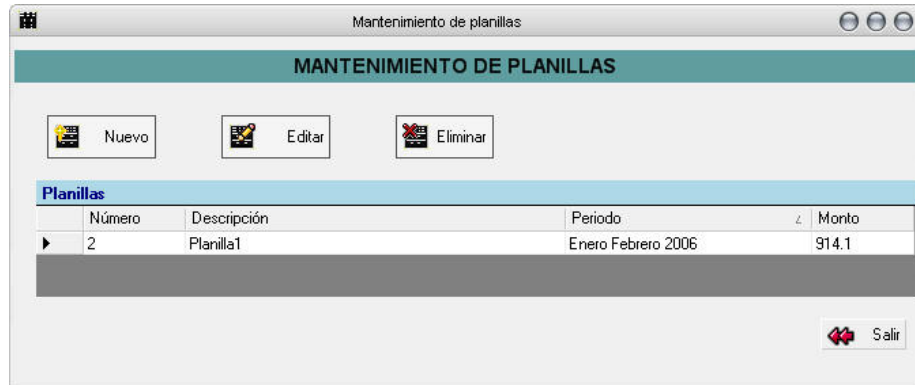 Mantenimiento de planillas
MANTENIMIENTO DE PLANILLAS
Nuevo Editar Eliminar
Planillas
Número Descripción Periodo Monto
2 Planilla1 Enero Febrero 2006 914.1
Salir